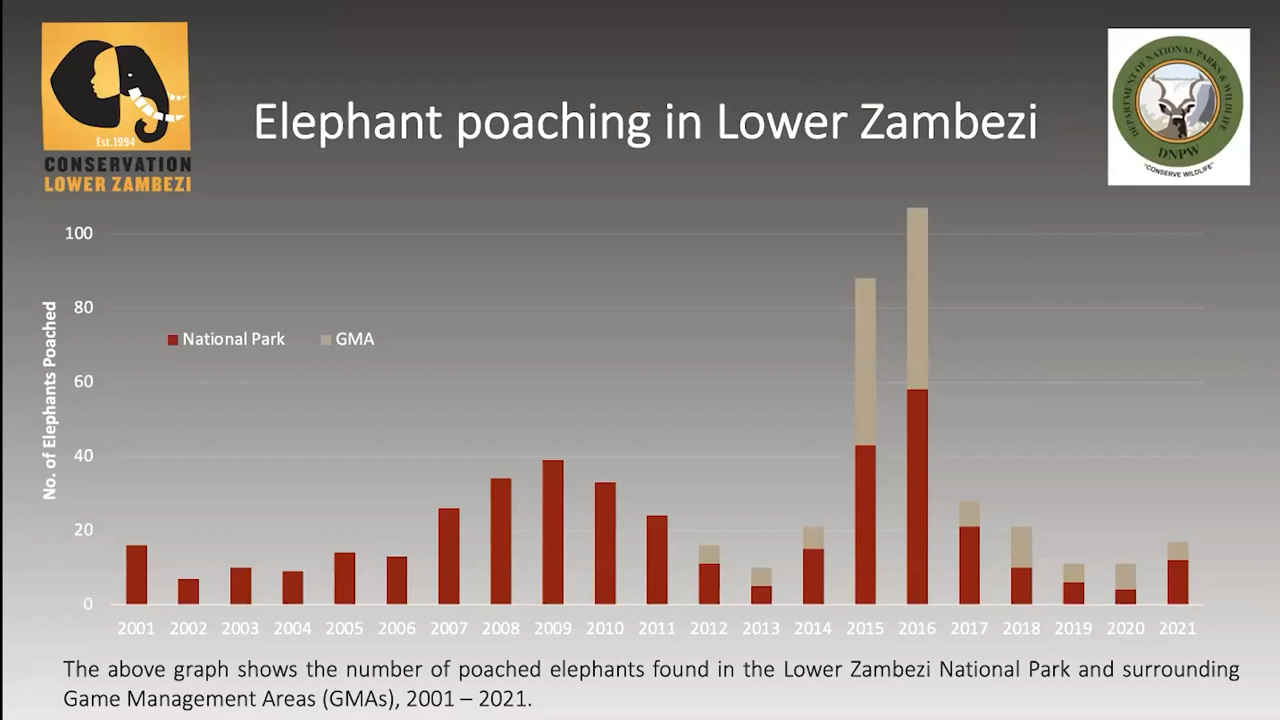 Est.1994
CONSERVATION
LOWER ZAMBEZI
Elephant poaching in Lower Zambezi
DEPARTMENT OF NATIONAL PARKS & WILDLIFE
DNPW
"CONSERVE WILDLIFE"
No. of Elephants Poached
100
80
60
40
20
0
National Park GMA
2001 2002 2003 2004 2005 2006 2007 2008 2009 2010 2011 2012 2013 2014 2015 2016 2017 2018 2019 2020 2021
The above graph shows the number of poached elephants found in the Lower Zambezi National Park and surrounding
Game Management Areas (GMAs), 2001 – 2021.